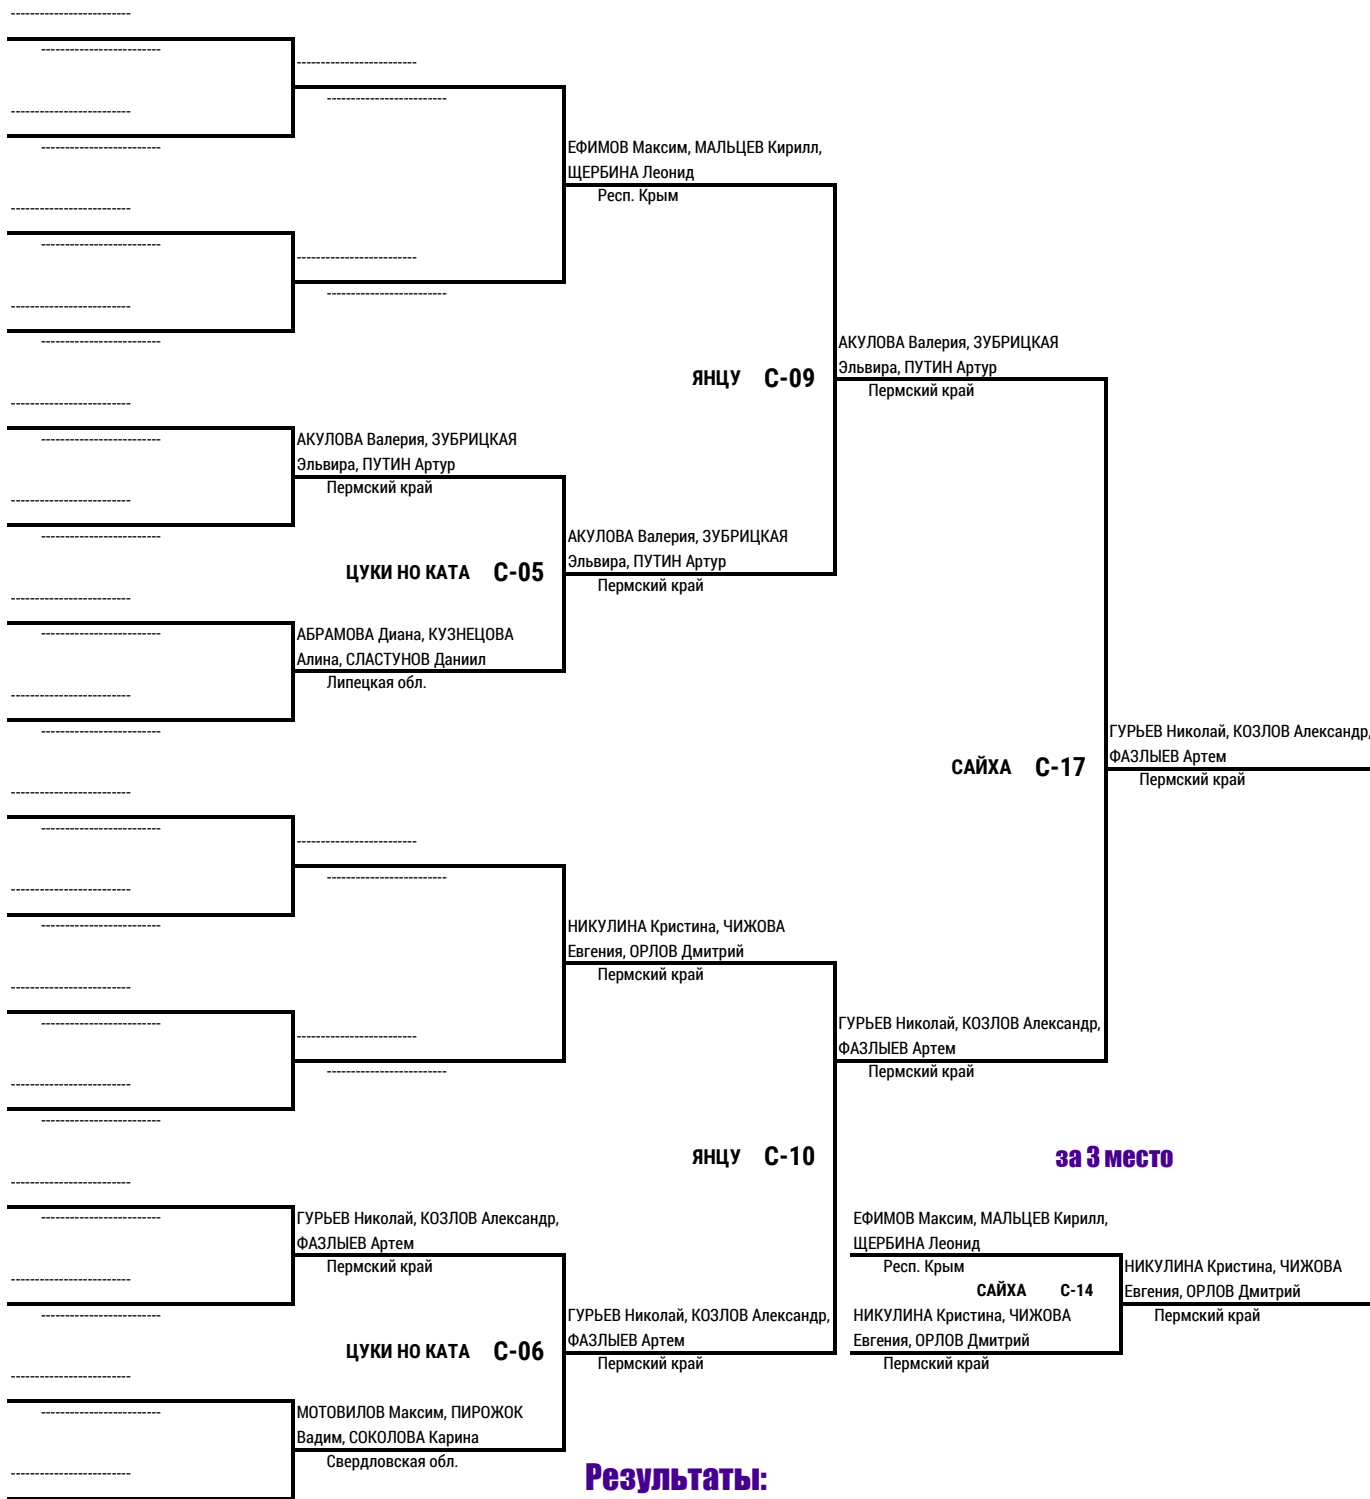 -------------------------
-------------------------
-------------------------
-------------------------
-------------------------
-------------------------
ЕФИМОВ Максим, МАЛЬЦЕВ Кирилл,
ЩЕРБИНА Леонид
Респ. Крым
-------------------------
-------------------------
-------------------------
-------------------------
-------------------------
-------------------------
АКУЛОВА Валерия, ЗУБРИЦКАЯ
Эльвира, ПУТИН Артур
Пермский край
ЯНЦУ С-09
-------------------------
-------------------------
АКУЛОВА Валерия, ЗУБРИЦКАЯ
Эльвира, ПУТИН Артур
Пермский край
-------------------------
-------------------------
АКУЛОВА Валерия, ЗУБРИЦКАЯ
Эльвира, ПУТИН Артур
Пермский край
ЦУКИ НО КАТА С-05
-------------------------
-------------------------
АБРАМОВА Диана, КУЗНЕЦОВА
Алина, СЛАСТУНОВ Даниил
Липецкая обл.
-------------------------
-------------------------
ГУРЬЕВ Николай, КОЗЛОВ Александр,
ФАЗЛЫЕВ Артем
Пермский край
САЙХА С-17
-------------------------
-------------------------
-------------------------
-------------------------
-------------------------
-------------------------
НИКУЛИНА Кристина, ЧИЖОВА
Евгения, ОРЛОВ Дмитрий
Пермский край
-------------------------
-------------------------
-------------------------
-------------------------
ГУРЬЕВ Николай, КОЗЛОВ Александр,
ФАЗЛЫЕВ Артем
Пермский край
-------------------------
-------------------------
ЯНЦУ С-10
за 3 место
-------------------------
-------------------------
ГУРЬЕВ Николай, КОЗЛОВ Александр,
ФАЗЛЫЕВ Артем
Пермский край
ЕФИМОВ Максим, МАЛЬЦЕВ Кирилл,
ЩЕРБИНА Леонид
Респ. Крым
САЙХА С-14
НИКУЛИНА Кристина, ЧИЖОВА
Евгения, ОРЛОВ Дмитрий
Пермский край
НИКУЛИНА Кристина, ЧИЖОВА
Евгения, ОРЛОВ Дмитрий
Пермский край
-------------------------
-------------------------
ГУРЬЕВ Николай, КОЗЛОВ Александр,
ФАЗЛЫЕВ Артем
Пермский край
ЦУКИ НО КАТА С-06
-------------------------
-------------------------
МОТОВИЛОВ Максим, ПИРОЖОК
Вадим, СОКОЛОВА Карина
Свердловская обл.
-------------------------
Результаты: